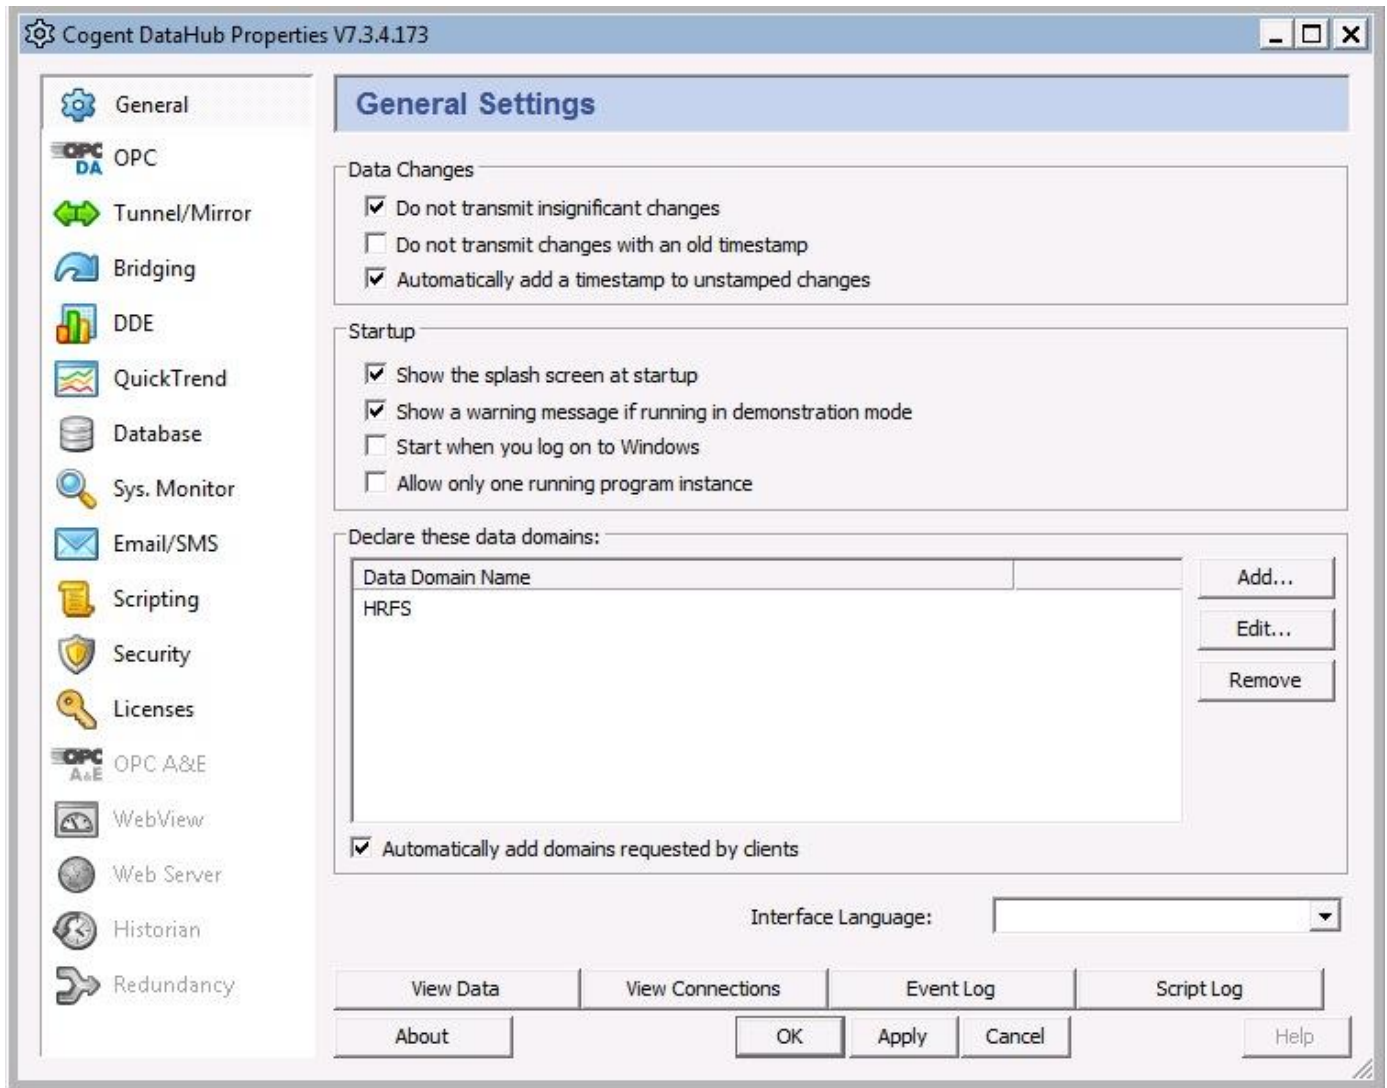 Cogent DataHub Properties V7.3.4.173
General
OPC DA OPC
Tunnel/Mirror
Bridging
DDE
QuickTrend
Database
Sys. Monitor
Email/SMS
Scripting
Security
Licenses
OPC A&E OPC A&E
WebView
Web Server
Historian
Redundancy
General Settings
Data Changes
Do not transmit insignificant changes
Do not transmit changes with an old timestamp
Automatically add a timestamp to unstamped changes
Startup
Show the splash screen at startup
Show a warning message if running in demonstration mode
Start when you log on to Windows
Allow only one running program instance
Declare these data domains:
Data Domain Name
HRFS
Add...
Edit...
Remove
Automatically add domains requested by clients
Interface Language:
View Data View Connections Event Log Script Log
About OK Apply Cancel Help